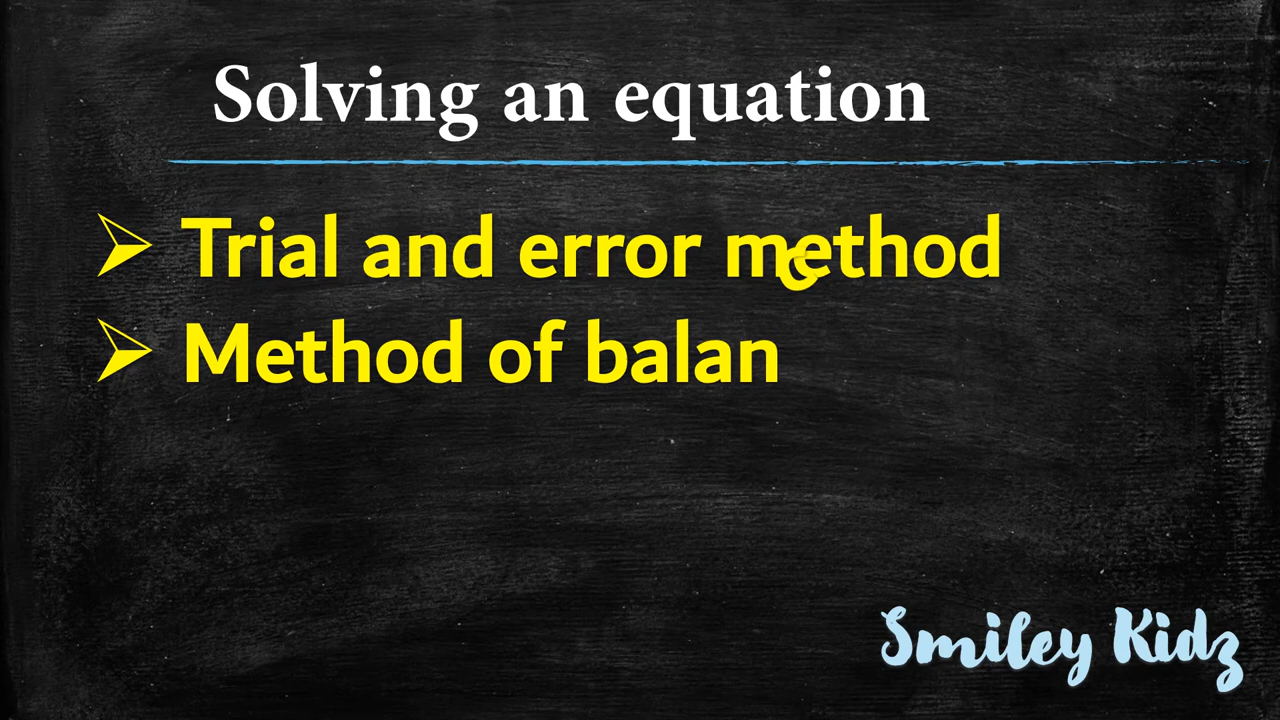 Solving an equation
➢ Trial and error method
➢ Method of balan
c
Smiley Kidz